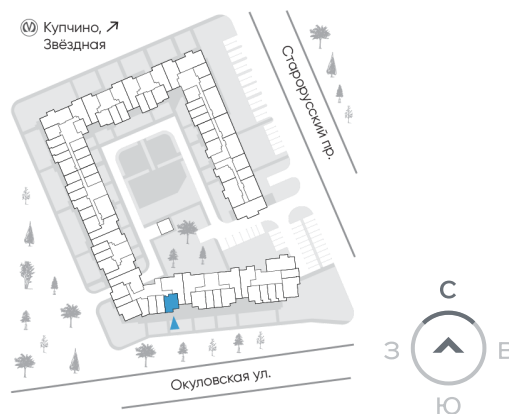 Купчино,
Звёздная
Старорусский пр.
Окуловская ул.
С
З
В
Ю